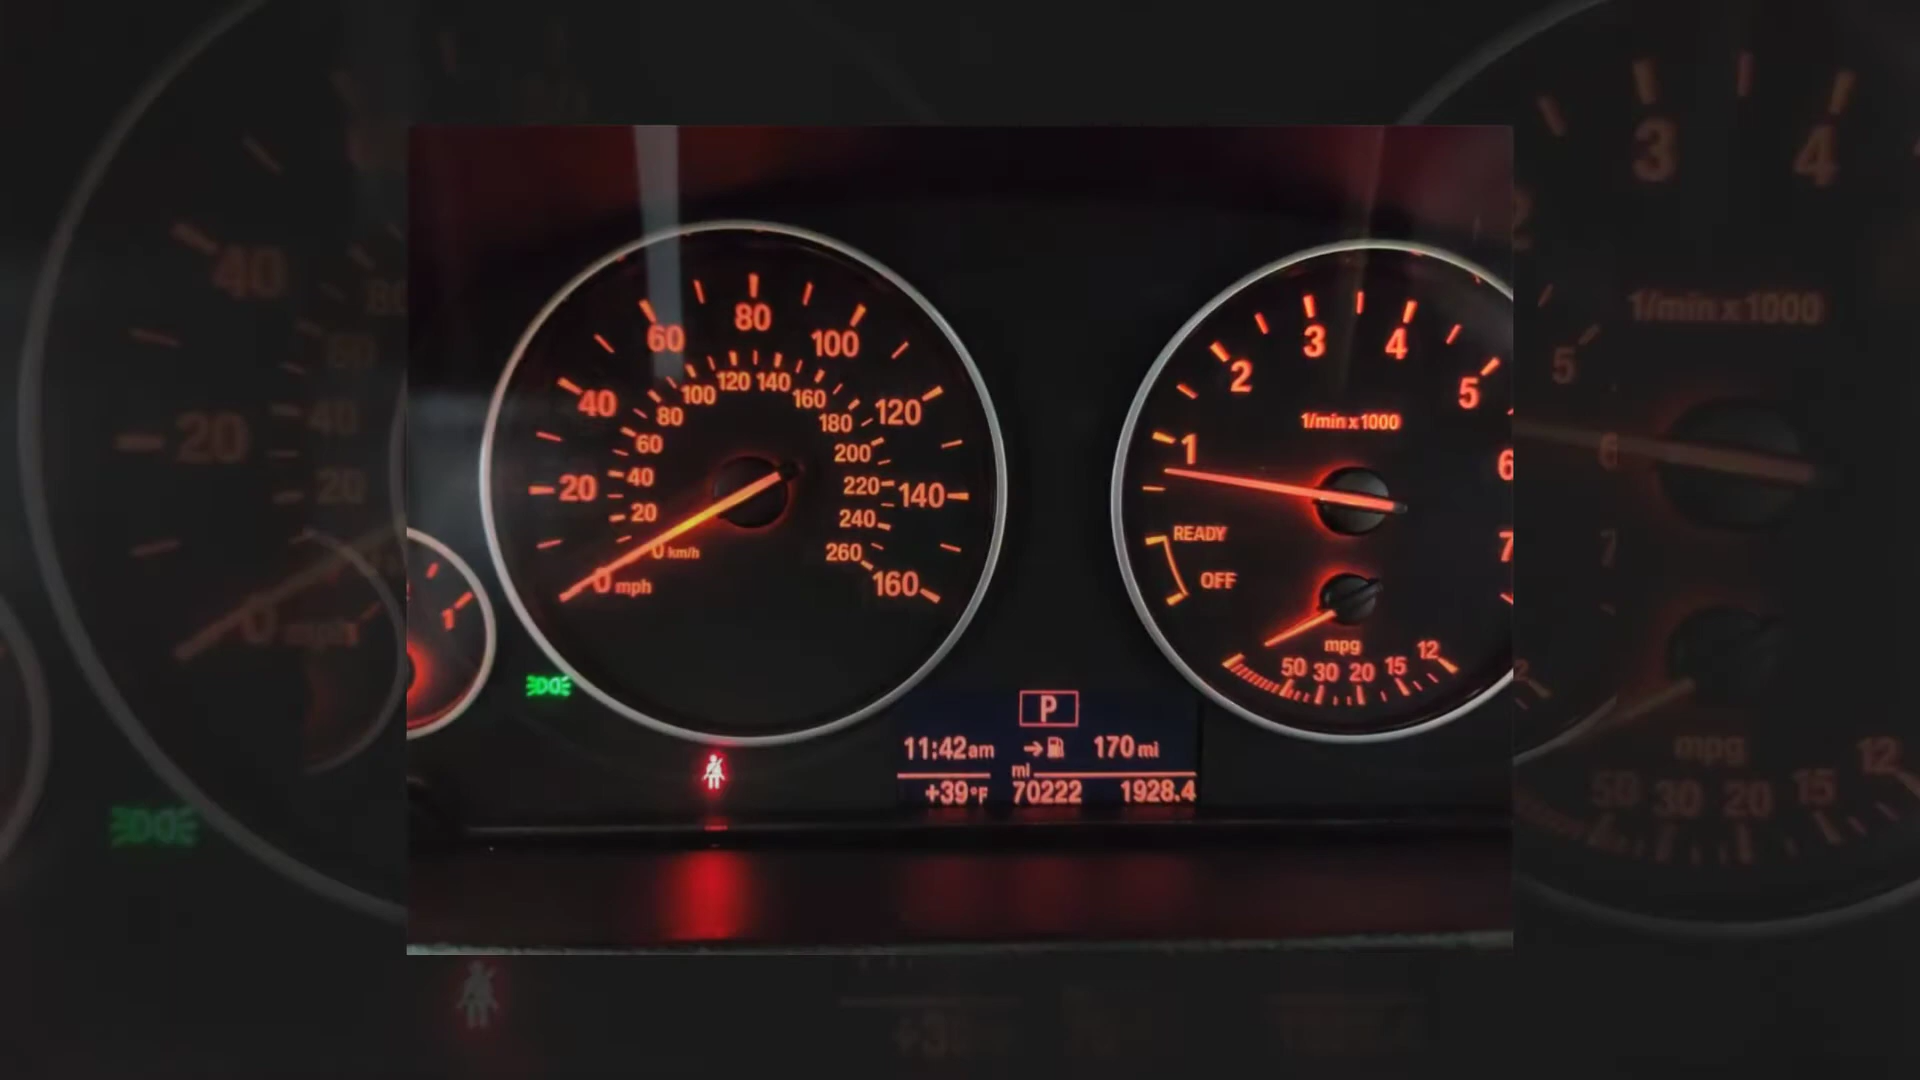 80
60
100
120 140
100
160
40
80
180
120
60
200
40
20
220
140
20
240
0 km/h
260
0 mph
160
3
4
2
5
1/min x 1000
1
6
READY
7
OFF
mpg
50 30 20 15 12
1
P
11:42am
170 mi
mi
+39°F
70222
1928.4